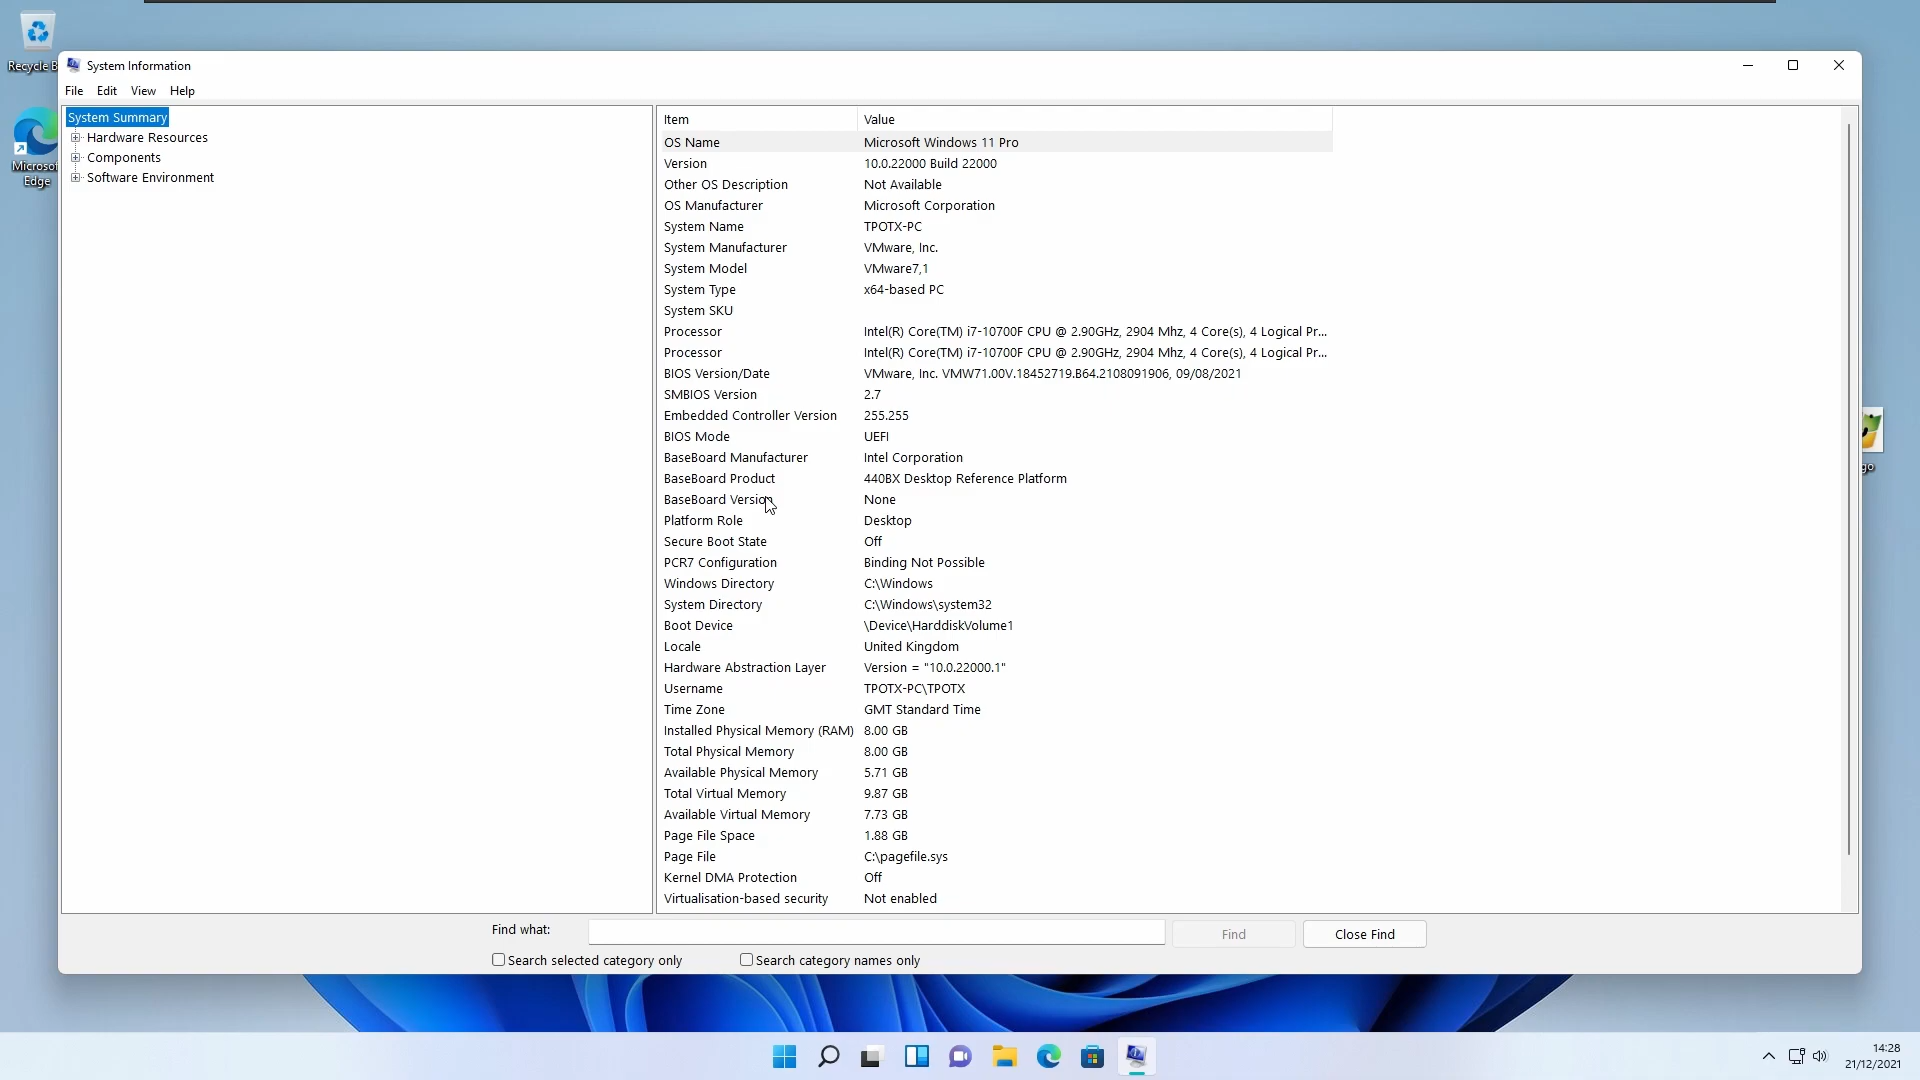 Recycle B
Microsof
Edge
System Information
File Edit View Help
System Summary
Hardware Resources
Components
Software Environment
Item Value
OS Name Microsoft Windows 11 Pro
Version 10.0.22000 Build 22000
Other OS Description Not Available
OS Manufacturer Microsoft Corporation
System Name TPOTX-PC
System Manufacturer VMware, Inc.
System Model VMware7,1
System Type x64-based PC
System SKU
Processor Intel(R) Core(TM) i7-10700F CPU @ 2.90GHz, 2904 Mhz, 4 Core(s), 4 Logical Pr...
Processor Intel(R) Core(TM) i7-10700F CPU @ 2.90GHz, 2904 Mhz, 4 Core(s), 4 Logical Pr...
BIOS Version/Date VMware, Inc. VMW71.00V.18452719.B64.2108091906, 09/08/2021
SMBIOS Version 2.7
Embedded Controller Version 255.255
BIOS Mode UEFI
BaseBoard Manufacturer Intel Corporation
BaseBoard Product 440BX Desktop Reference Platform
BaseBoard Version None
Platform Role Desktop
Secure Boot State Off
PCR7 Configuration Binding Not Possible
Windows Directory C:\Windows
System Directory C:\Windows\system32
Boot Device \Device\HarddiskVolume1
Locale United Kingdom
Hardware Abstraction Layer Version = "10.0.22000.1"
Username TPOTX-PC\TPOTX
Time Zone GMT Standard Time
Installed Physical Memory (RAM) 8.00 GB
Total Physical Memory 8.00 GB
Available Physical Memory 5.71 GB
Total Virtual Memory 9.87 GB
Available Virtual Memory 7.73 GB
Page File Space 1.88 GB
Page File C:\pagefile.sys
Kernel DMA Protection Off
Virtualisation-based security Not enabled
go
Find what: Find Close Find
Search selected category only Search category names only
14:28
21/12/2021